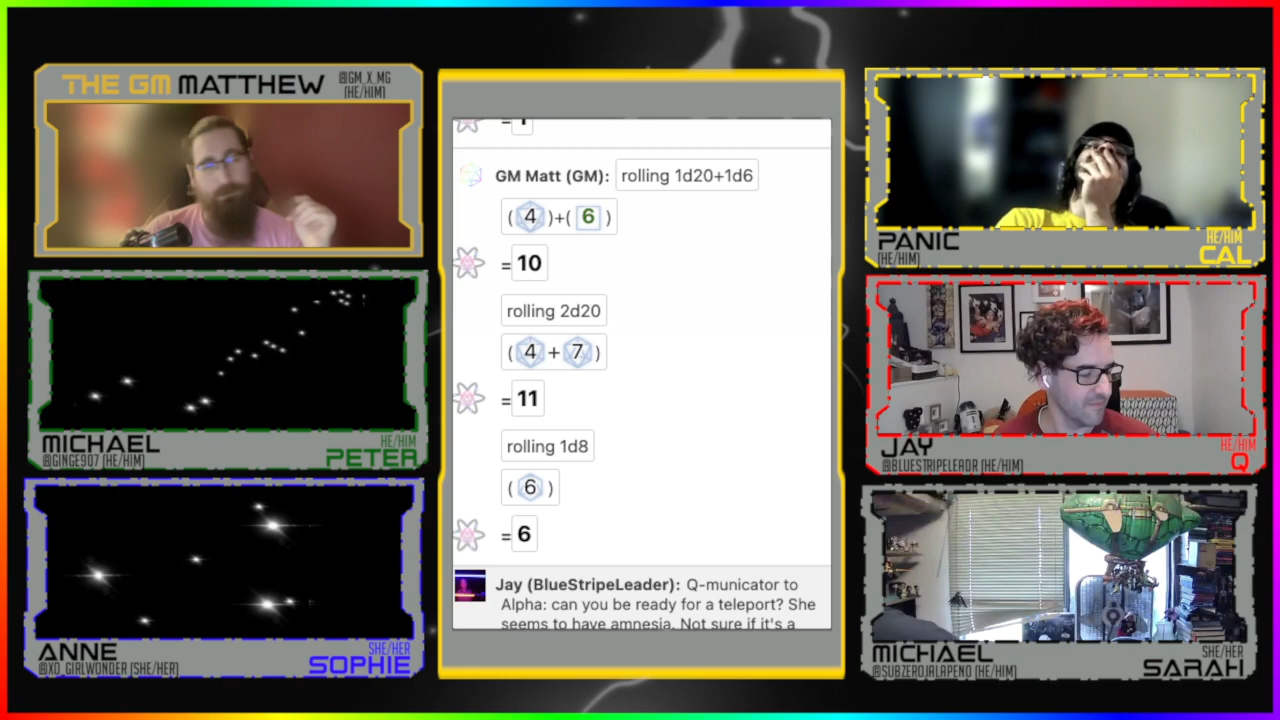 THE GM MATTHEW
@GM_X_MG
(HE/HIM)
MICHAEL
@GINGE907 (HE/HIM)
HE/HIM
PETER
ANNE
@XO_GIRLWONDER (SHE/HER)
SHE/HER
SOPHIE
GM Matt (GM): rolling 1d20+1d6
(4)+(6)
=10
rolling 2d20
(4+7)
=11
rolling 1d8
(6)
=6
Jay (BlueStripeLeader): Q-municator to
Alpha: can you be ready for a teleport? She
seems to have amnesia. Not sure if it's a
PANIC
(HE/HIM)
HE/HIM
CAL
JAY
@BLUESTRIPELEADR (HE/HIM)
HE/HIM
Q
MICHAEL
@SUBZEROJALAPENO (HE/HIM)
SHE/HER
SARAH